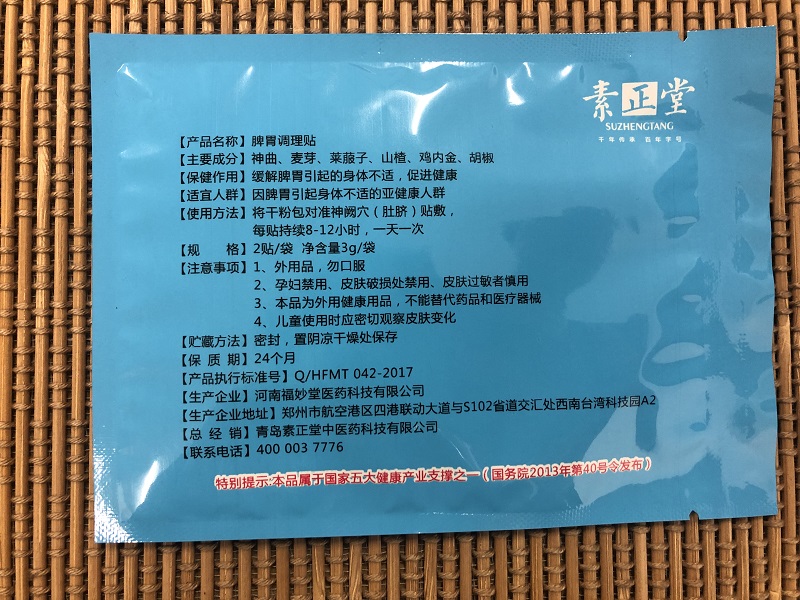 素正堂
SUZHENGTANG
千年传承 百年字号
【产品名称】脾胃调理贴
【主要成分】神曲、麦芽、莱菔子、山楂、鸡内金、胡椒
【保健作用】缓解脾胃引起的身体不适，促进健康
【适宜人群】因脾胃引起身体不适的亚健康人群
【使用方法】将干粉包对准神阙穴（肚脐）贴敷，
每贴持续8-12小时，一天一次
【规 格】2贴/袋 净含量3g/袋
【注意事项】1、外用品，勿口服
2、孕妇禁用、皮肤破损处禁用、皮肤过敏者慎用
3、本品为外用健康用品，不能替代药品和医疗器械
4、儿童使用时应密切观察皮肤变化
【贮藏方法】密封，置阴凉干燥处保存
【保 质 期】24个月
【产品执行标准号】Q/HFMT 042-2017
【生产企业】河南福妙堂医药科技有限公司
【生产企业地址】郑州市航空港区四港联动大道与S102省道交汇处西南台湾科技园A2
【总 经 销】青岛素正堂中医药科技有限公司
【联系电话】400 003 7776
特别提示:本品属于国家五大健康产业支撑之一（国务院2013年第40号令发布）